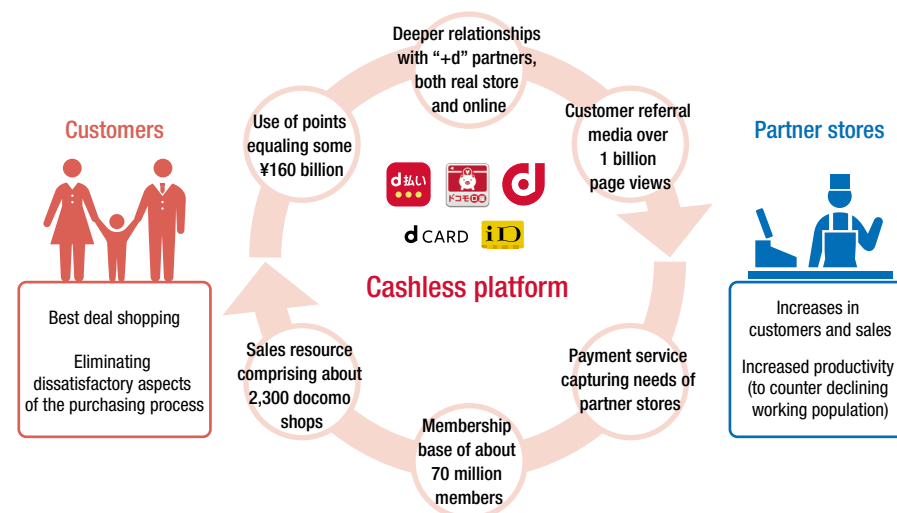 Customers
Best deal shopping
Eliminating
dissatisfactory aspects
of the purchasing process
Deeper relationships
with “+d” partners,
both real store
and online
Customer referral
media over
1 billion
page views
Payment service
capturing needs of
partner stores
Membership
base of about
70 million
members
Sales resource
comprising about
2,300 docomo
shops
Use of points
equaling some
¥160 billion
d払い
ドコモ口座
d
d CARD
iD
Cashless platform
Partner stores
Increases in
customers and sales
Increased productivity
(to counter declining
working population)